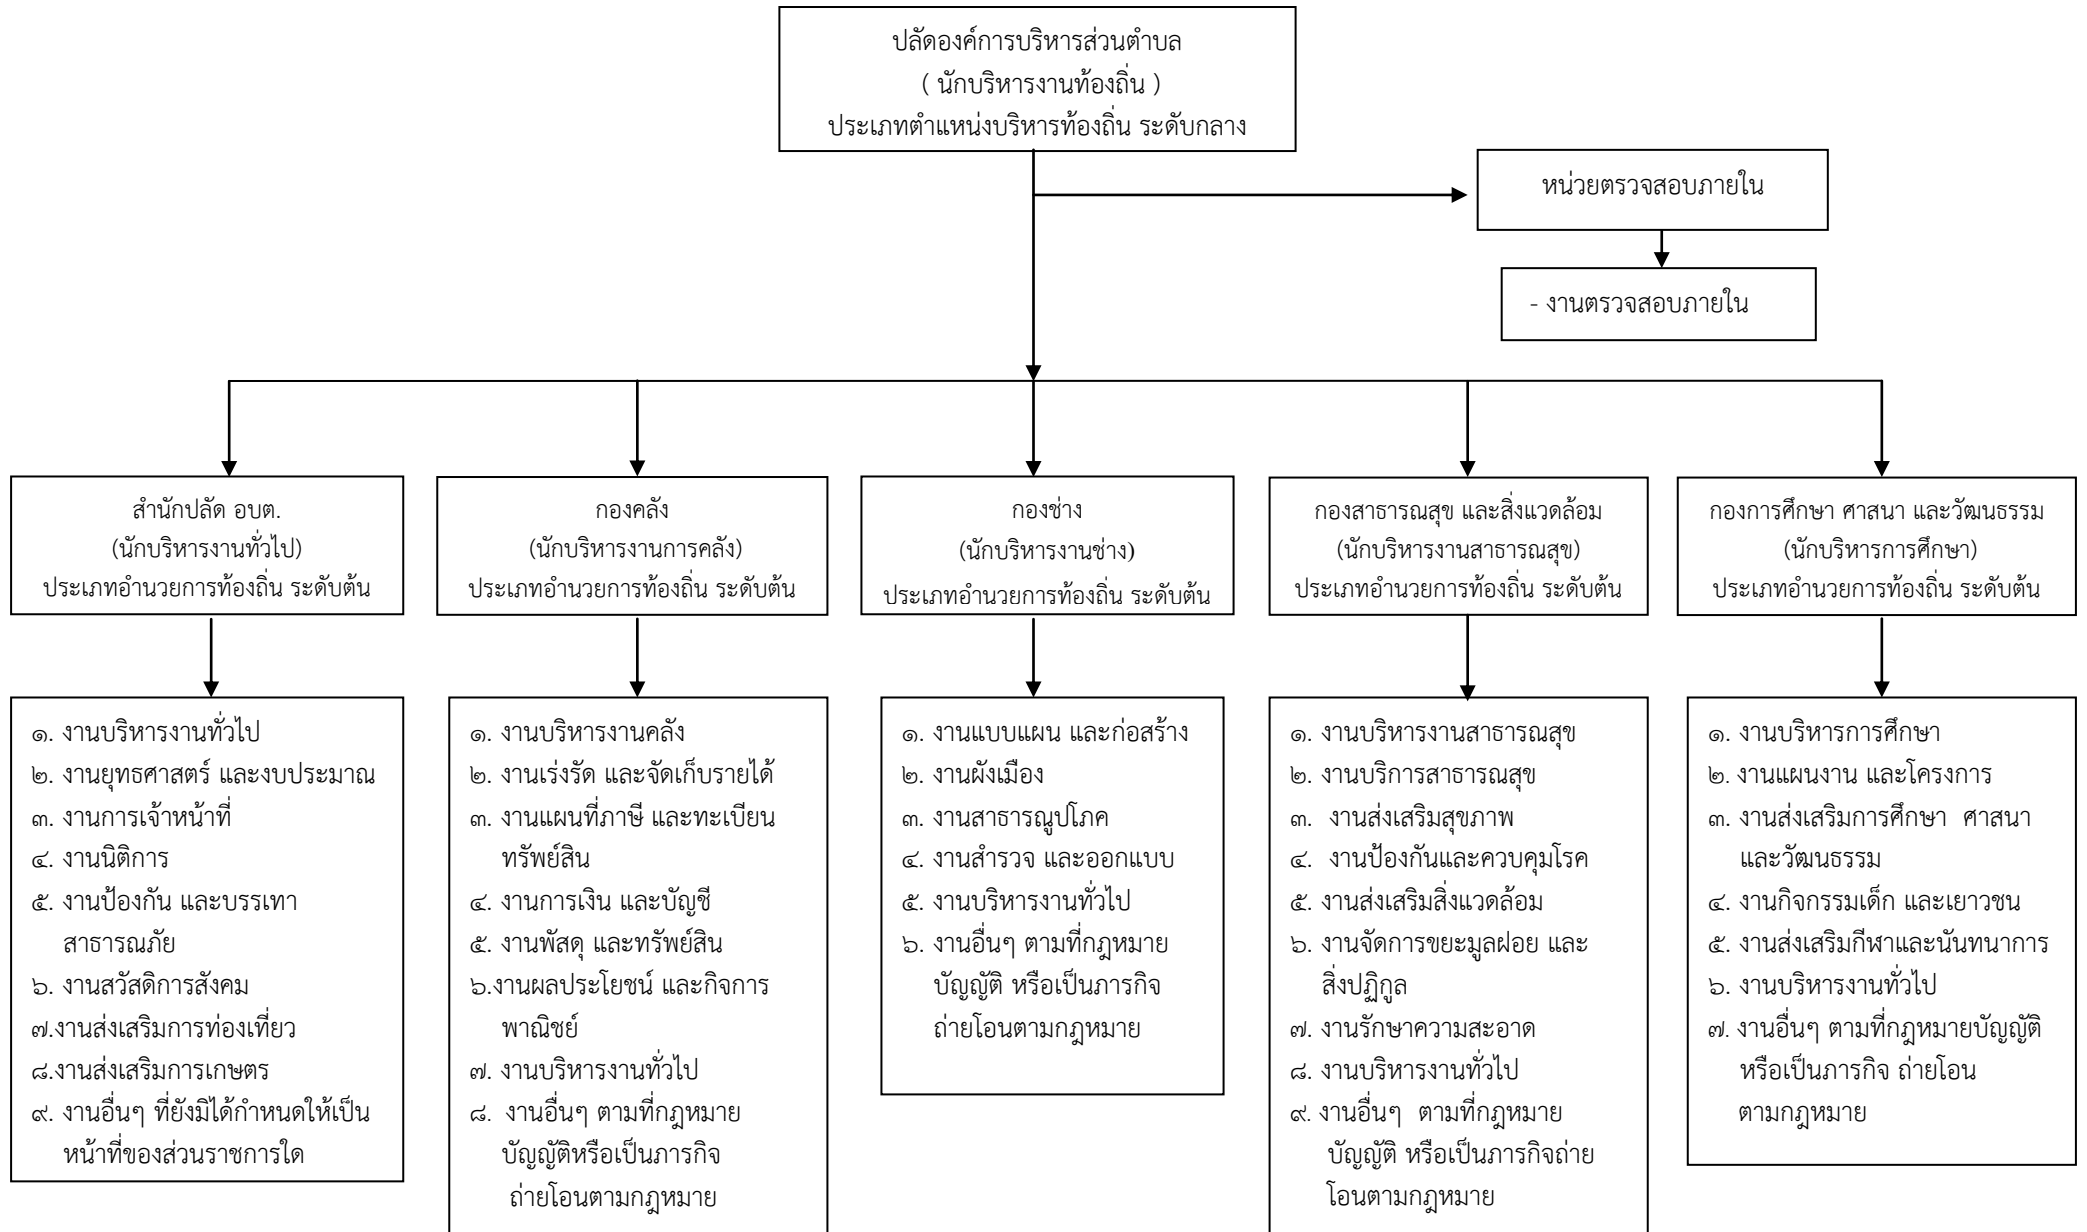 ปลัดองค์การบริหารส่วนตำบล
( นักบริหารงานท้องถิ่น )
ประเภทตำแหน่งบริหารท้องถิ่น ระดับกลาง
หน่วยตรวจสอบภายใน
- งานตรวจสอบภายใน
สำนักปลัด อบต.
(นักบริหารงานทั่วไป)
ประเภทอำนวยการท้องถิ่น ระดับต้น
กองคลัง
(นักบริหารงานการคลัง)
ประเภทอำนวยการท้องถิ่น ระดับต้น
กองช่าง
(นักบริหารงานช่าง)
ประเภทอำนวยการท้องถิ่น ระดับต้น
กองสาธารณสุข และสิ่งแวดล้อม
(นักบริหารงานสาธารณสุข)
ประเภทอำนวยการท้องถิ่น ระดับต้น
กองการศึกษา ศาสนา และวัฒนธรรม
(นักบริหารการศึกษา)
ประเภทอำนวยการท้องถิ่น ระดับต้น
๑. งานบริหารงานทั่วไป
๒. งานยุทธศาสตร์ และงบประมาณ
๓. งานการเจ้าหน้าที่
๔. งานนิติการ
๕. งานป้องกัน และบรรเทา
สาธารณภัย
๖. งานสวัสดิการสังคม
๗.งานส่งเสริมการท่องเที่ยว
๘.งานส่งเสริมการเกษตร
๙. งานอื่นๆ ที่ยังมิได้กำหนดให้เป็น
หน้าที่ของส่วนราชการใด
๑. งานบริหารงานคลัง
๒. งานเร่งรัด และจัดเก็บรายได้
๓. งานแผนที่ภาษี และทะเบียน
ทรัพย์สิน
๔. งานการเงิน และบัญชี
๕. งานพัสดุ และทรัพย์สิน
๖.งานผลประโยชน์ และกิจการ
พาณิชย์
๗. งานบริหารงานทั่วไป
๘. งานอื่นๆ ตามที่กฎหมาย
บัญญัติหรือเป็นภารกิจ
ถ่ายโอนตามกฎหมาย
๑. งานแบบแผน และก่อสร้าง
๒. งานผังเมือง
๓. งานสาธารณูปโภค
๔. งานสำรวจ และออกแบบ
๕. งานบริหารงานทั่วไป
๖. งานอื่นๆ ตามที่กฎหมาย
บัญญัติ หรือเป็นภารกิจ
ถ่ายโอนตามกฎหมาย
๑. งานบริหารงานสาธารณสุข
๒. งานบริการสาธารณสุข
๓. งานส่งเสริมสุขภาพ
๔. งานป้องกันและควบคุมโรค
๕. งานส่งเสริมสิ่งแวดล้อม
๖. งานจัดการขยะมูลฝอย และ
สิ่งปฏิกูล
๗. งานรักษาความสะอาด
๘. งานบริหารงานทั่วไป
๙. งานอื่นๆ ตามที่กฎหมาย
บัญญัติ หรือเป็นภารกิจถ่าย
โอนตามกฎหมาย
๑. งานบริหารการศึกษา
๒. งานแผนงาน และโครงการ
๓. งานส่งเสริมการศึกษา ศาสนา
และวัฒนธรรม
๔. งานกิจกรรมเด็ก และเยาวชน
๕. งานส่งเสริมกีฬาและนันทนาการ
๖. งานบริหารงานทั่วไป
๗. งานอื่นๆ ตามที่กฎหมายบัญญัติ
หรือเป็นภารกิจ ถ่ายโอน
ตามกฎหมาย